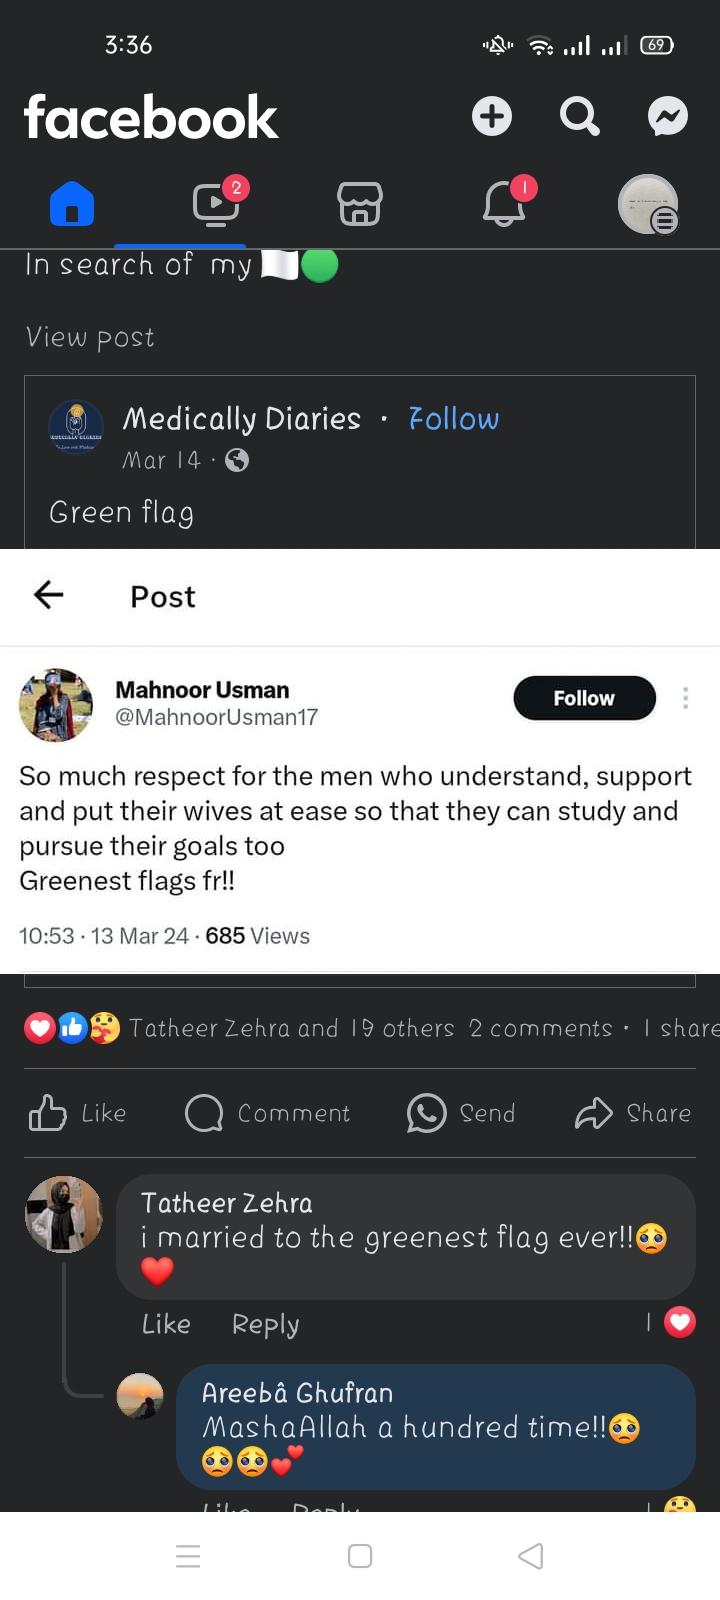 3:36
69
facebook
2
1
In search of my 🏳️🟢
View post
Medically Diaries · Follow
Mar 14 ·
Green flag
Post
Mahnoor Usman
@MahnoorUsman17
Follow
So much respect for the men who understand, support
and put their wives at ease so that they can study and
pursue their goals too
Greenest flags fr!!
10:53 · 13 Mar 24 · 685 Views
Tatheer Zehra and 19 others 2 comments · 1 share
Like Comment Send Share
Tatheer Zehra
i married to the greenest flag ever!!🥺
❤️
Like Reply 1
Areebâ Ghufran
MashaAllah a hundred time!!🥺
🥺🥺💕
Like Reply 1